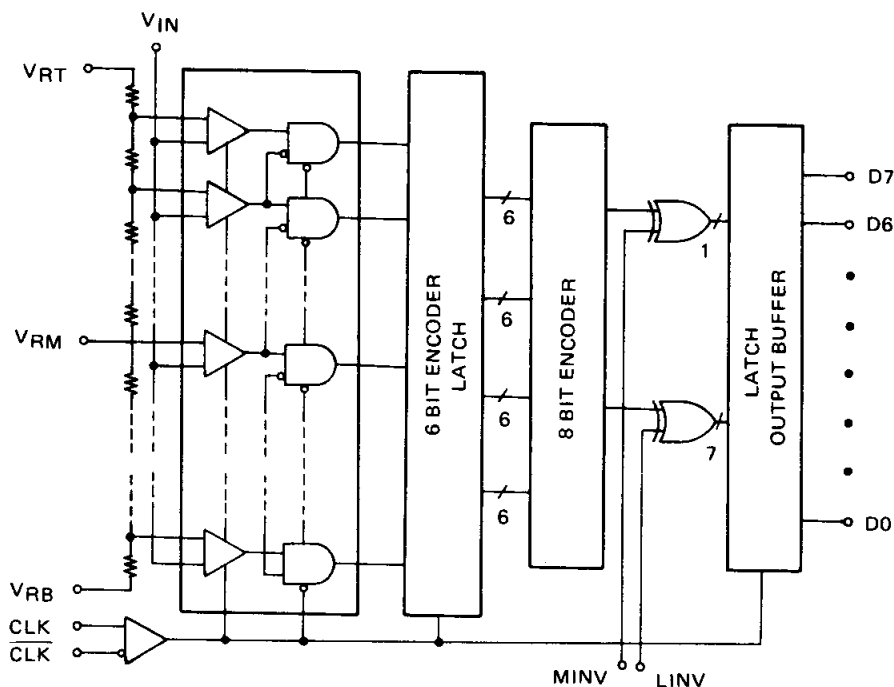 VIN
VRT
VRM
VRB
CLK
CLK
6 BIT ENCODER
LATCH
6
6
6
6
8 BIT ENCODER
1
7
MINV
LINV
LATCH
OUTPUT BUFFER
D7
D6
D0